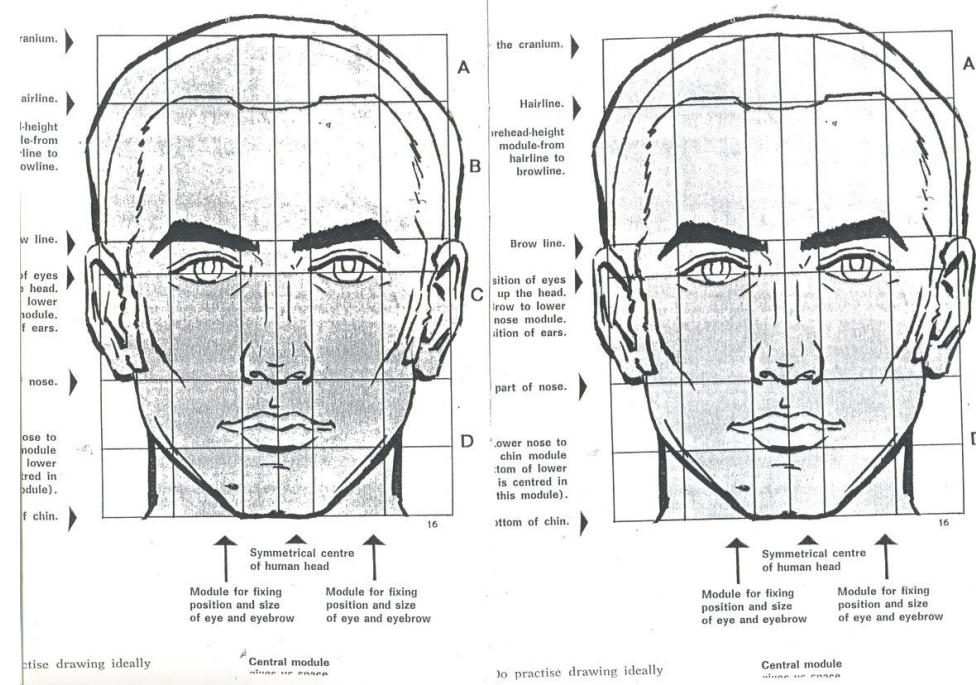 ranium.
A
airline.
-height
le-from
line to
owline.
B
line.
of eyes
head.
lower
C
odule.
f ears.
nose.
ose to
D
odule
lower
tred in
odule).
f chin.
16
Symmetrical centre
of human head
Module for fixing
position and size
of eye and eyebrow
Module for fixing
position and size
of eye and eyebrow
ctise drawing ideally
Central module
the cranium.
A
Hairline.
rehead-height
module-from
hairline to
browline.
B
Brow line.
sition of eyes
up the head.
row to lower
nose module.
C
ition of ears.
part of nose.
ower nose to
D
chin module
tom of lower
is centred in
this module).
ttom of chin.
16
Symmetrical centre
of human head
Module for fixing
position and size
of eye and eyebrow
Module for fixing
position and size
of eye and eyebrow
Do practise drawing ideally
Central module